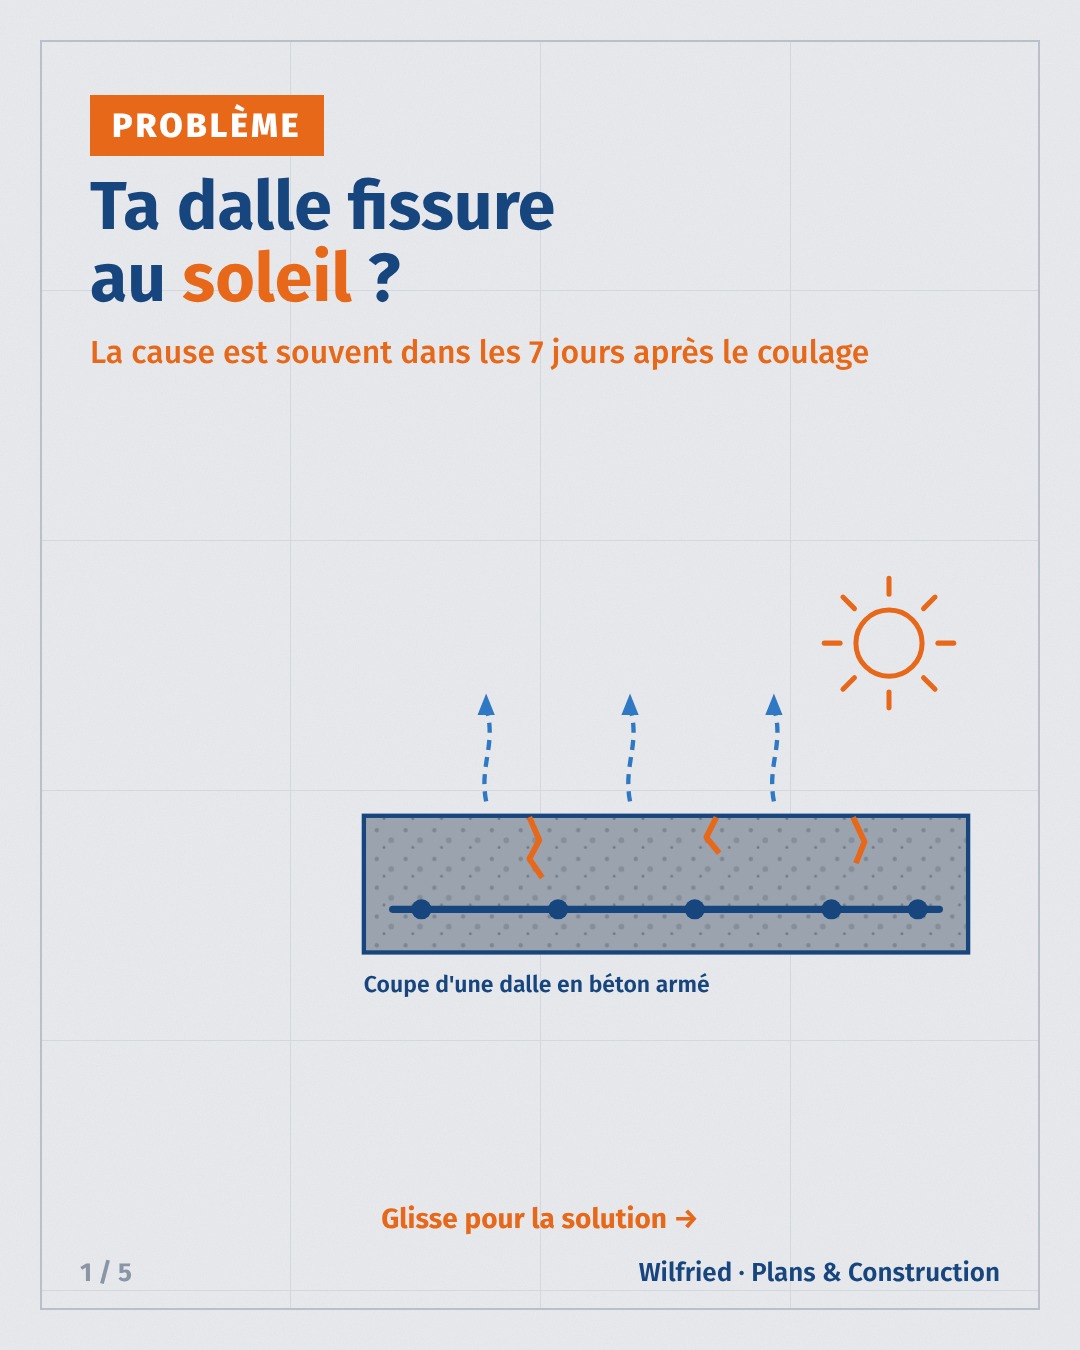 PROBLÈME
Ta dalle fissure
au soleil ?
La cause est souvent dans les 7 jours après le coulage
Coupe d'une dalle en béton armé
Glisse pour la solution →
1 / 5
Wilfried · Plans & Construction